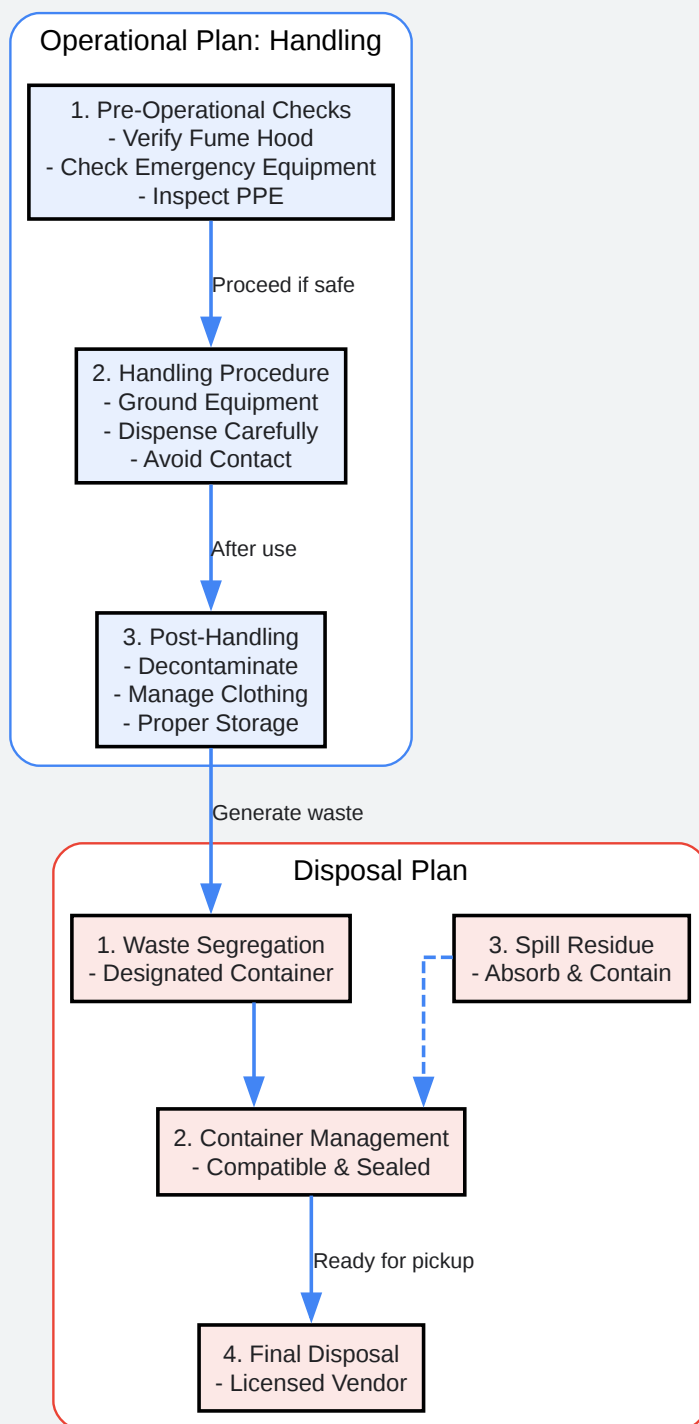 Operational Plan: Handling
1. Pre-Operational Checks
- Verify Fume Hood
- Check Emergency Equipment
- Inspect PPE
Proceed if safe
2. Handling Procedure
- Ground Equipment
- Dispense Carefully
- Avoid Contact
After use
3. Post-Handling
- Decontaminate
- Manage Clothing
- Proper Storage
Generate waste
Disposal Plan
1. Waste Segregation
- Designated Container
3. Spill Residue
- Absorb & Contain
2. Container Management
- Compatible & Sealed
Ready for pickup
4. Final Disposal
- Licensed Vendor